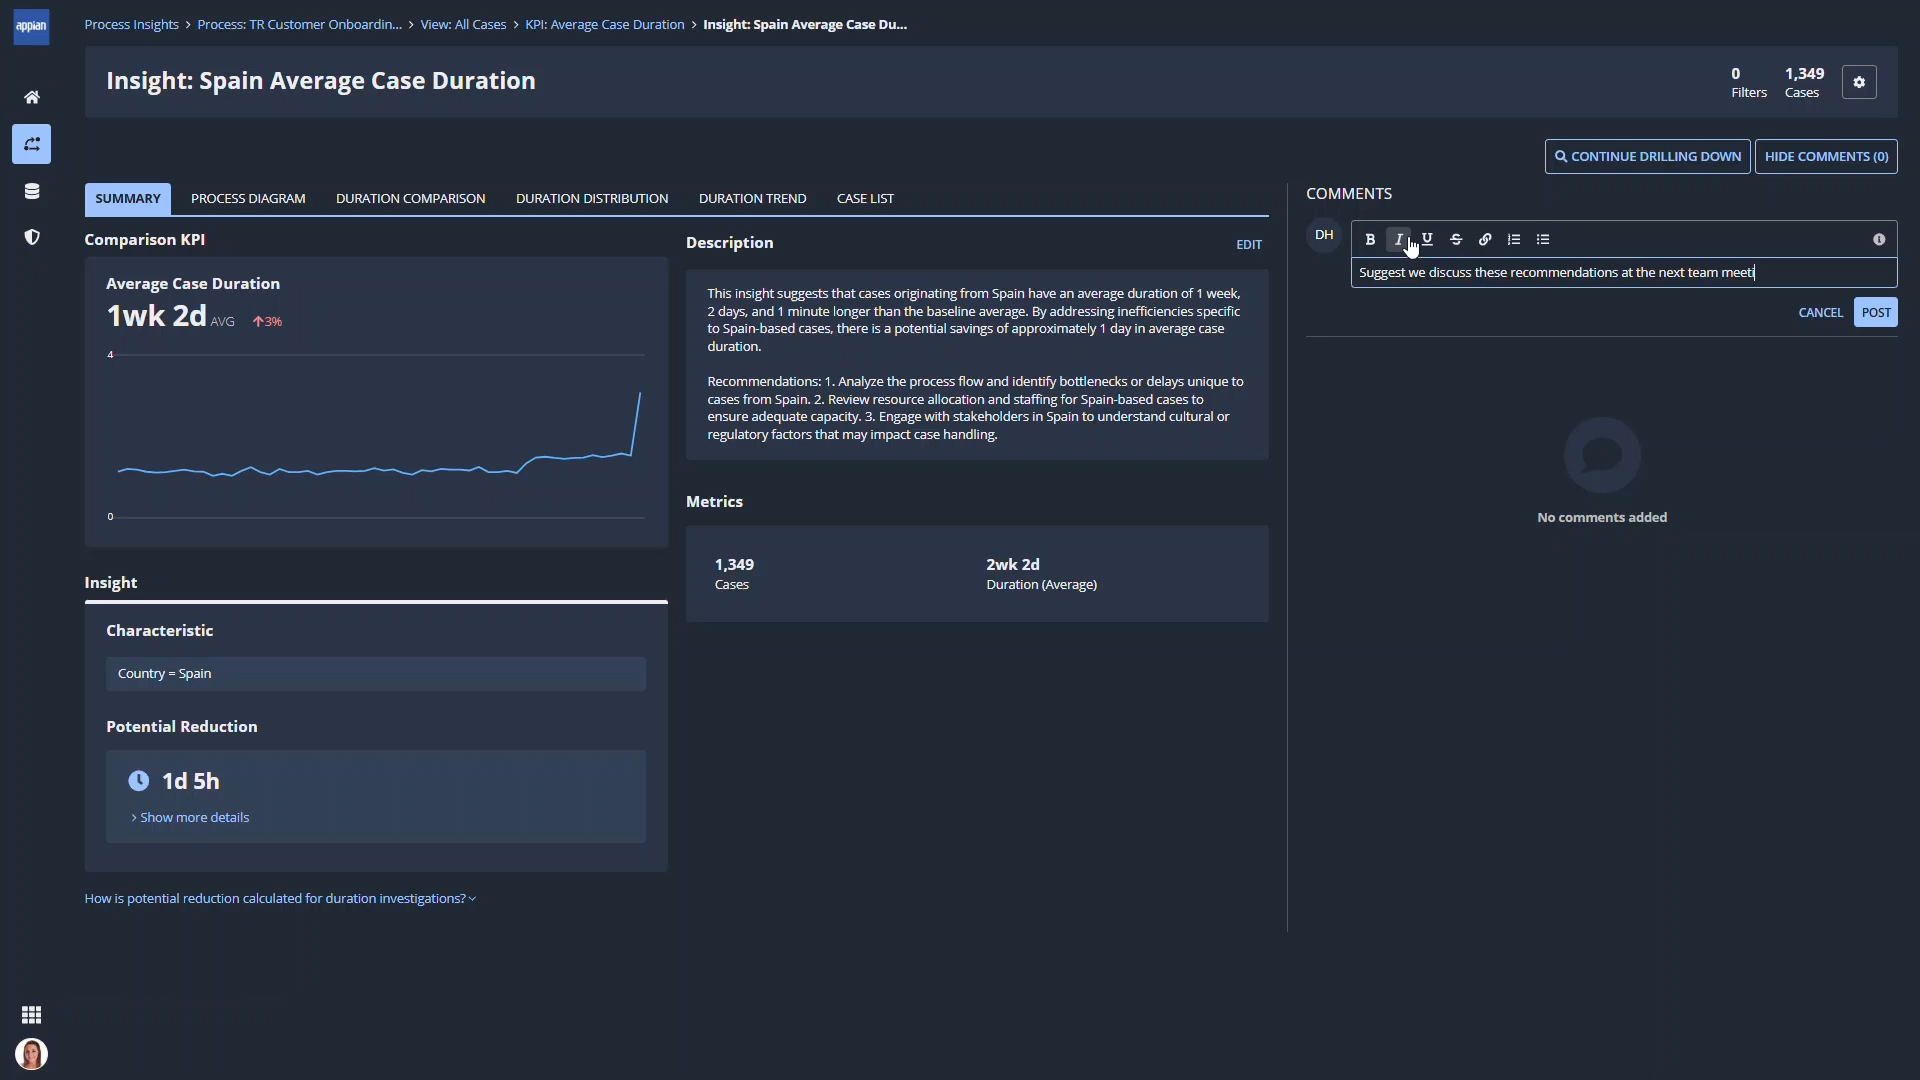 appian
Process Insights > Process: TR Customer Onboardin... > View: All Cases > KPI: Average Case Duration > Insight: Spain Average Case Du...
Insight: Spain Average Case Duration
0
Filters
1,349
Cases
CONTINUE DRILLING DOWN
HIDE COMMENTS (0)
SUMMARY
PROCESS DIAGRAM
DURATION COMPARISON
DURATION DISTRIBUTION
DURATION TREND
CASE LIST
Comparison KPI
Average Case Duration
1wk 2d AVG ↑3%
4
0
Insight
Characteristic
Country = Spain
Potential Reduction
1d 5h
> Show more details
How is potential reduction calculated for duration investigations?
Description
EDIT
This insight suggests that cases originating from Spain have an average duration of 1 week,
2 days, and 1 minute longer than the baseline average. By addressing inefficiencies specific
to Spain-based cases, there is a potential savings of approximately 1 day in average case
duration.
Recommendations: 1. Analyze the process flow and identify bottlenecks or delays unique to
cases from Spain. 2. Review resource allocation and staffing for Spain-based cases to
ensure adequate capacity. 3. Engage with stakeholders in Spain to understand cultural or
regulatory factors that may impact case handling.
Metrics
1,349
Cases
2wk 2d
Duration (Average)
COMMENTS
DH
B I U S
Suggest we discuss these recommendations at the next team meeti
CANCEL
POST
No comments added